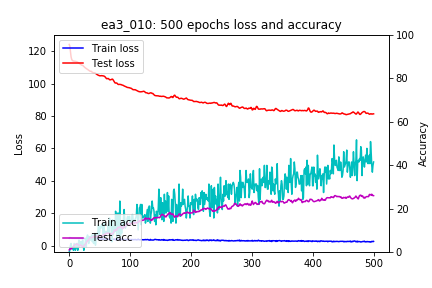 ea3_010: 500 epochs loss and accuracy
Train loss
Test loss
Train acc
Test acc
Loss
120
100
80
60
40
20
0
Accuracy
100
80
60
40
20
0
0
100
200
300
400
500